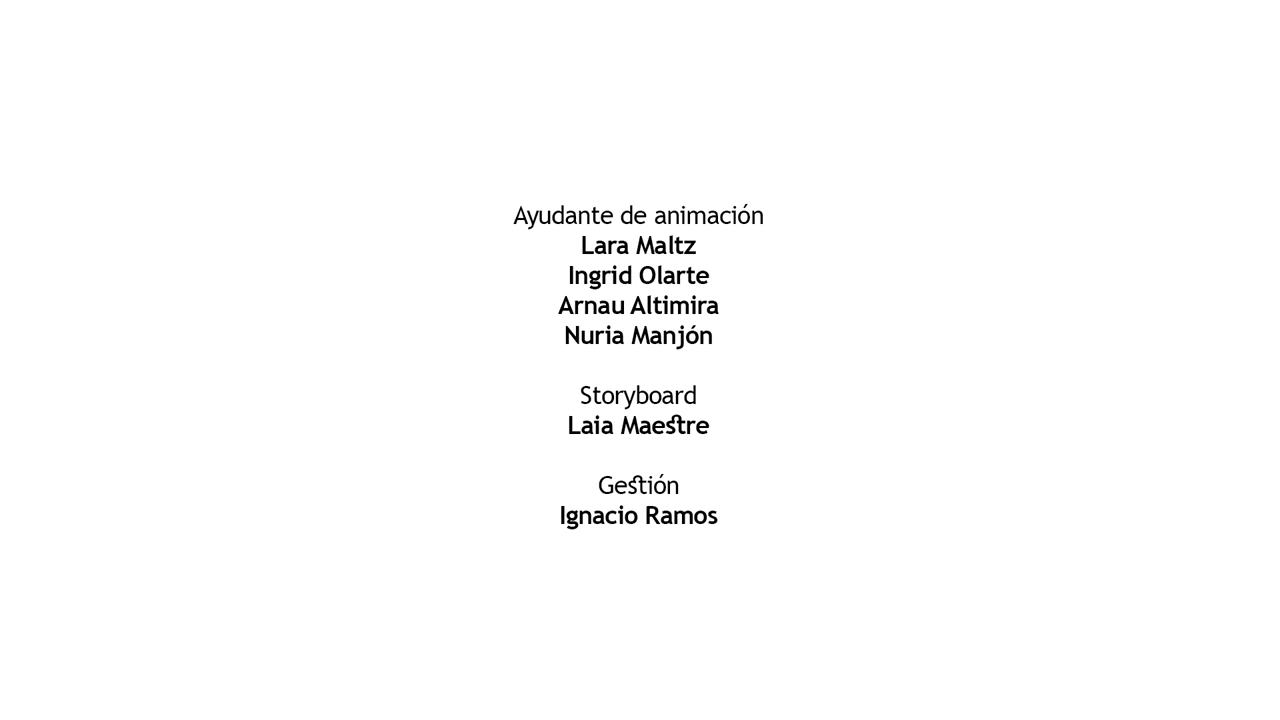 Ayudante de animación
Lara Maltz
Ingrid Olarte
Arnau Altimira
Nuria Manjón
Storyboard
Laia Maestre
Gestión
Ignacio Ramos